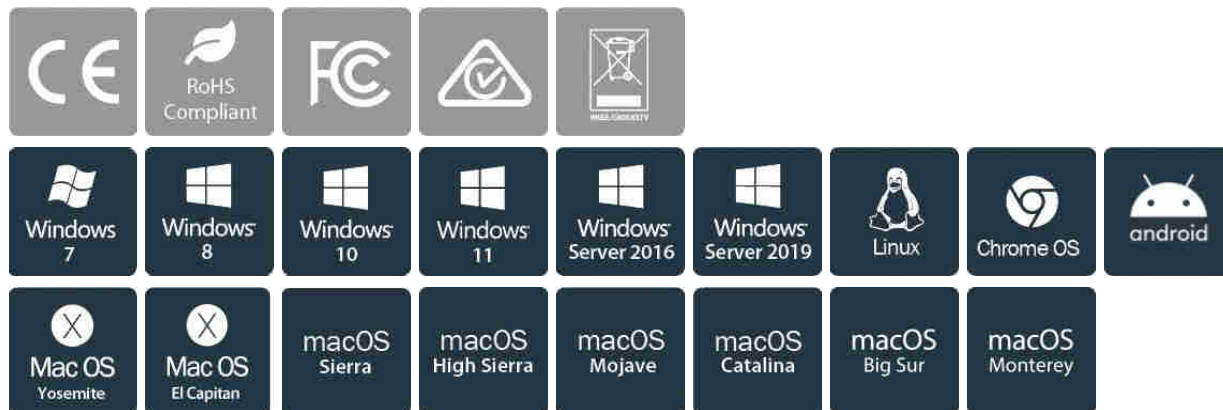 CE
RoHS
Compliant
FC
Windows
7
Windows
8
Windows
10
Windows
11
Windows
Server 2016
Windows
Server 2019
Linux
Chrome OS
android
X
Mac OS
Yosemite
X
Mac OS
El Capitan
macOS
Sierra
macOS
High Sierra
macOS
Mojave
macOS
Catalina
macOS
Big Sur
macOS
Monterey